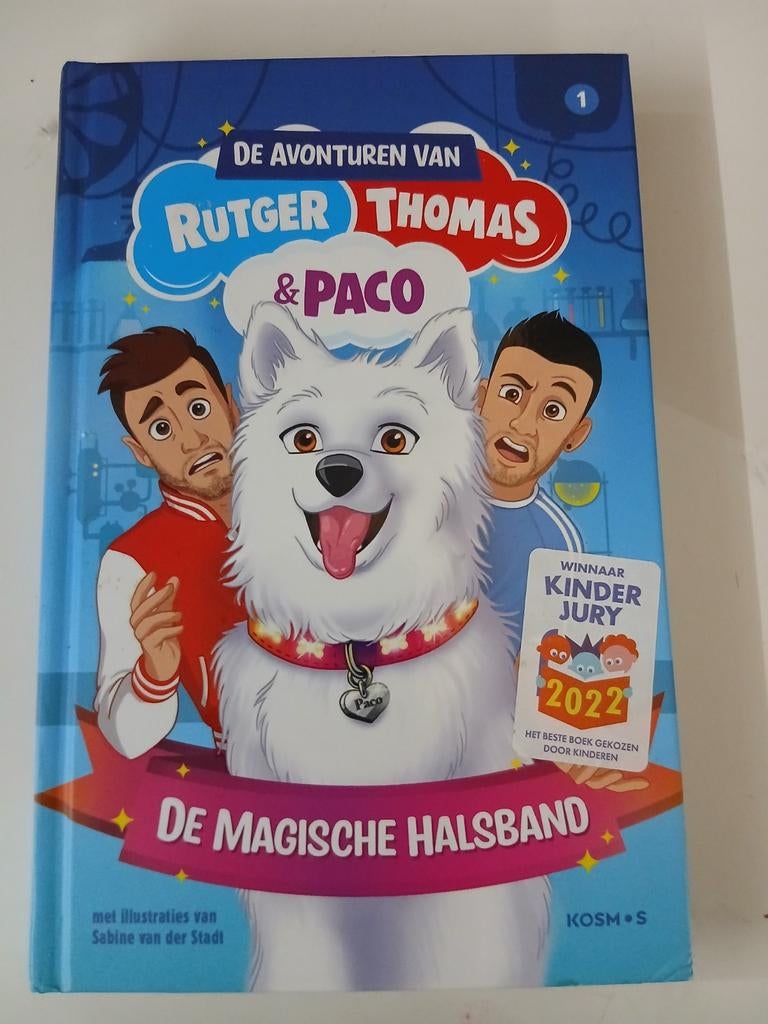 1
DE AVONTUREN VAN
RUTGER THOMAS
& PACO
WINNAAR
KINDER
JURY
2022
HET BESTE BOEK GEKOZEN
DOOR KINDEREN
Paco
DE MAGISCHE HALSBAND
met illustraties van
Sabine van der Stadt
KOSM•S